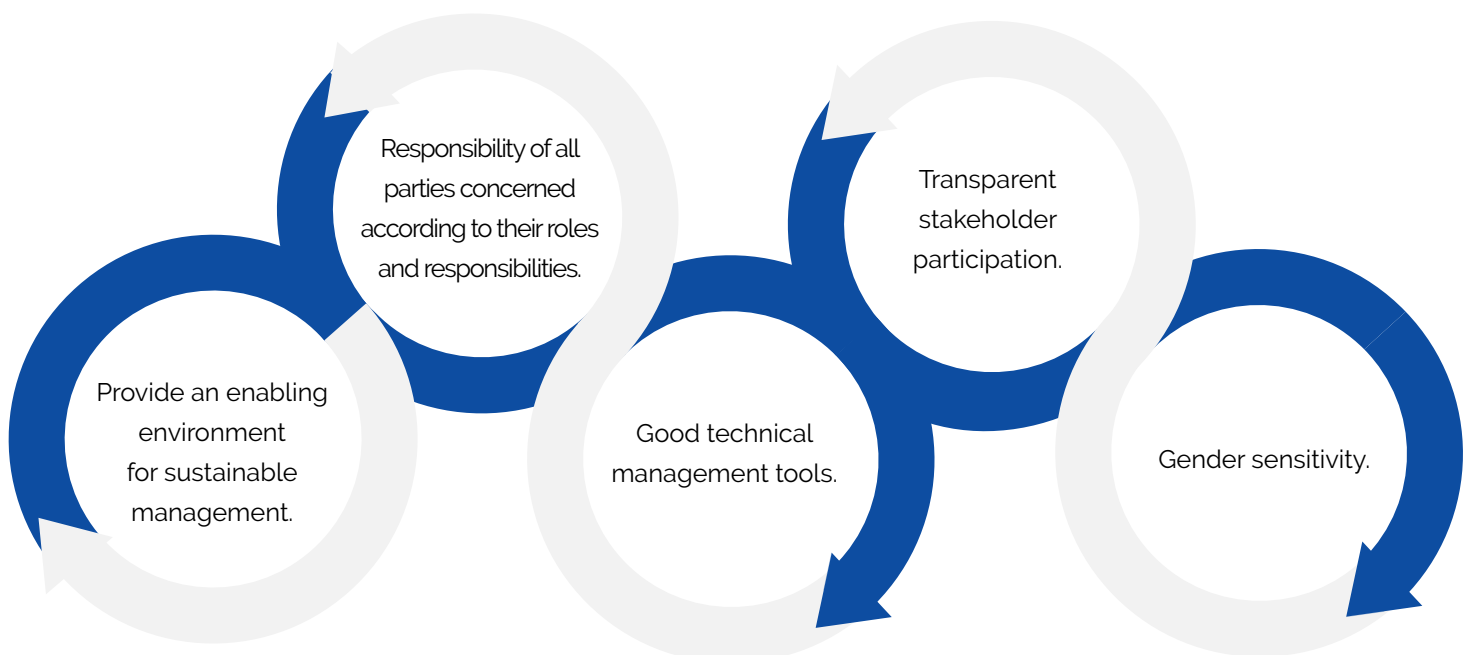 Provide an enabling
environment
for sustainable
management.
Responsibility of all
parties concerned
according to their roles
and responsibilities.
Good technical
management tools.
Transparent
stakeholder
participation.
Gender sensitivity.